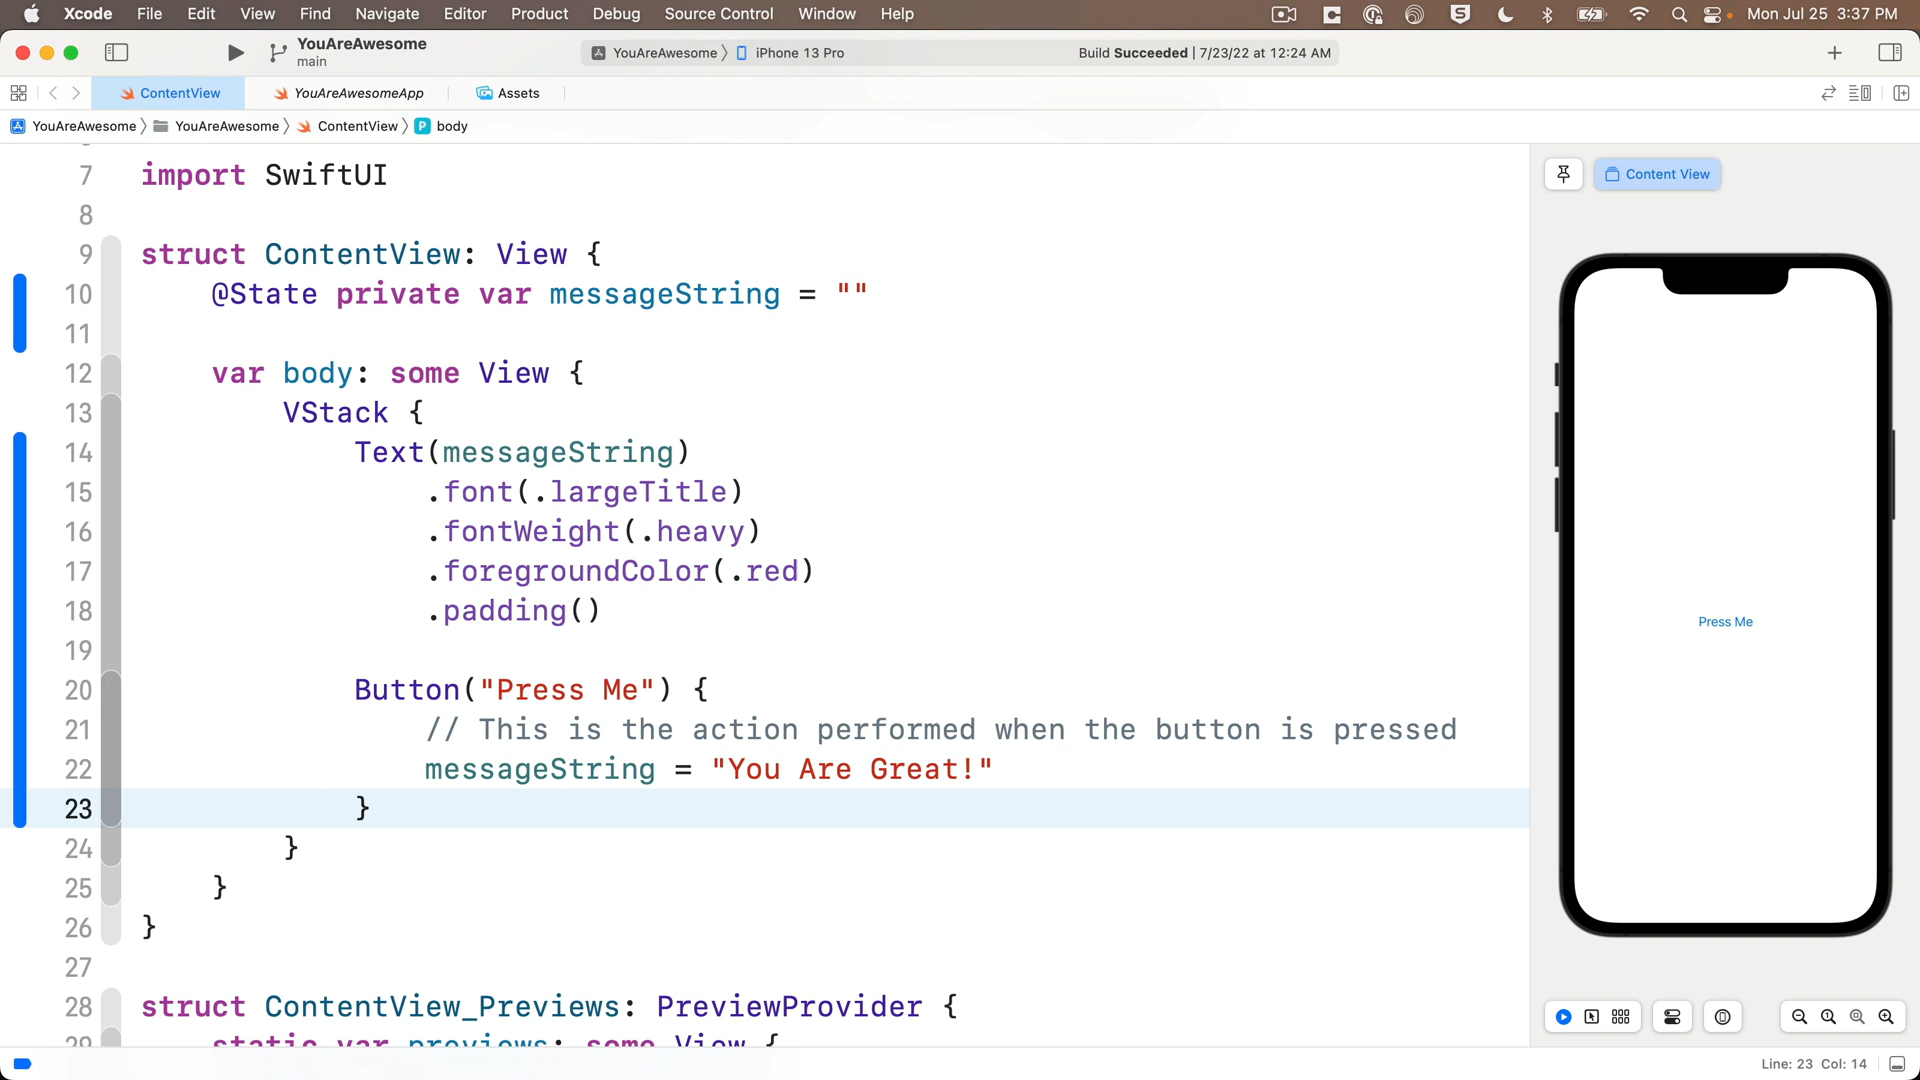 Xcode File Edit View Find Navigate Editor Product Debug Source Control Window Help Mon Jul 25 3:37 PM
YouAreAwesome
main
YouAreAwesome iPhone 13 Pro Build Succeeded | 7/23/22 at 12:24 AM
ContentView YouAreAwesomeApp Assets
YouAreAwesome YouAreAwesome ContentView P body
7 import SwiftUI
8
9 struct ContentView: View {
10 @State private var messageString = ""
11
12 var body: some View {
13 VStack {
14 Text(messageString)
15 .font(.largeTitle)
16 .fontWeight(.heavy)
17 .foregroundColor(.red)
18 .padding()
19
20 Button("Press Me") {
21 // This is the action performed when the button is pressed
22 messageString = "You Are Great!"
23 }
24 }
25 }
26 }
27
28 struct ContentView_Previews: PreviewProvider {
29 static var previews: some View {
Content View
Press Me
Line: 23 Col: 14